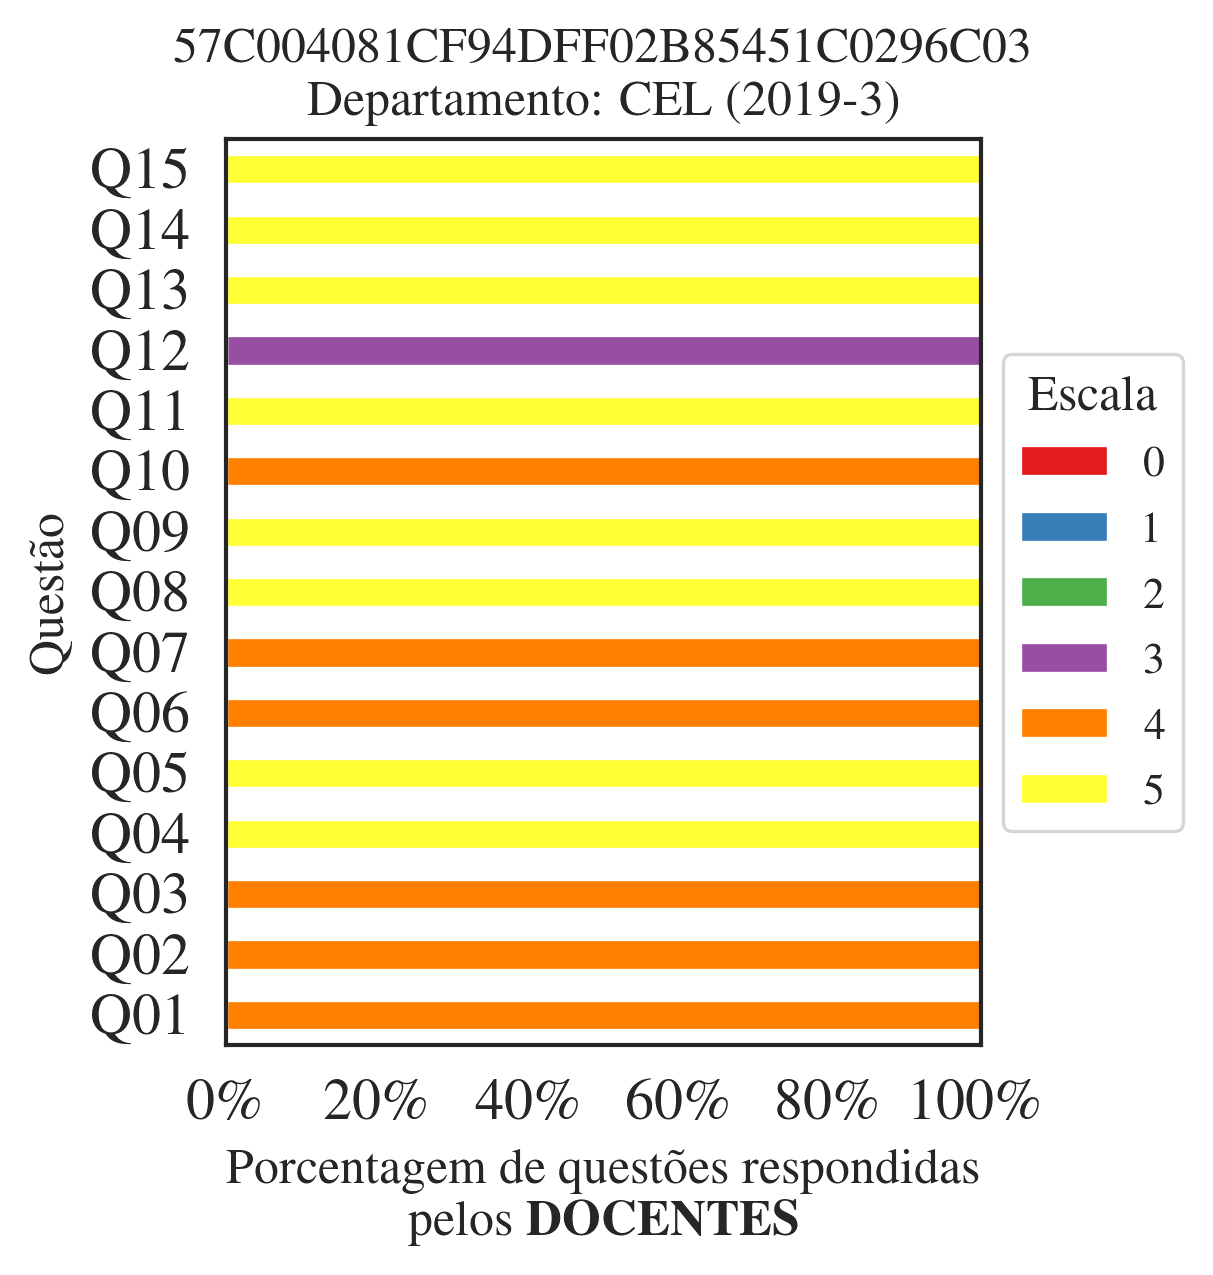 57C004081CF94DFF02B85451C0296C03
Departamento: CEL (2019-3)
Q15
Q14
Q13
Q12
Q11
Q10
Q09
Q08
Q07
Q06
Q05
Q04
Q03
Q02
Q01
Questão
Escala
0
1
2
3
4
5
0% 20% 40% 60% 80% 100%
Porcentagem de questões respondidas
pelos DOCENTES